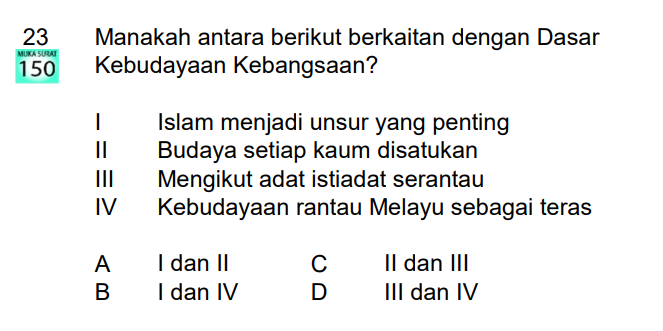 23 Manakah antara berikut berkaitan dengan Dasar
MUKA SURAT
150 Kebudayaan Kebangsaan?
I Islam menjadi unsur yang penting
II Budaya setiap kaum disatukan
III Mengikut adat istiadat serantau
IV Kebudayaan rantau Melayu sebagai teras
A I dan II C II dan III
B I dan IV D III dan IV